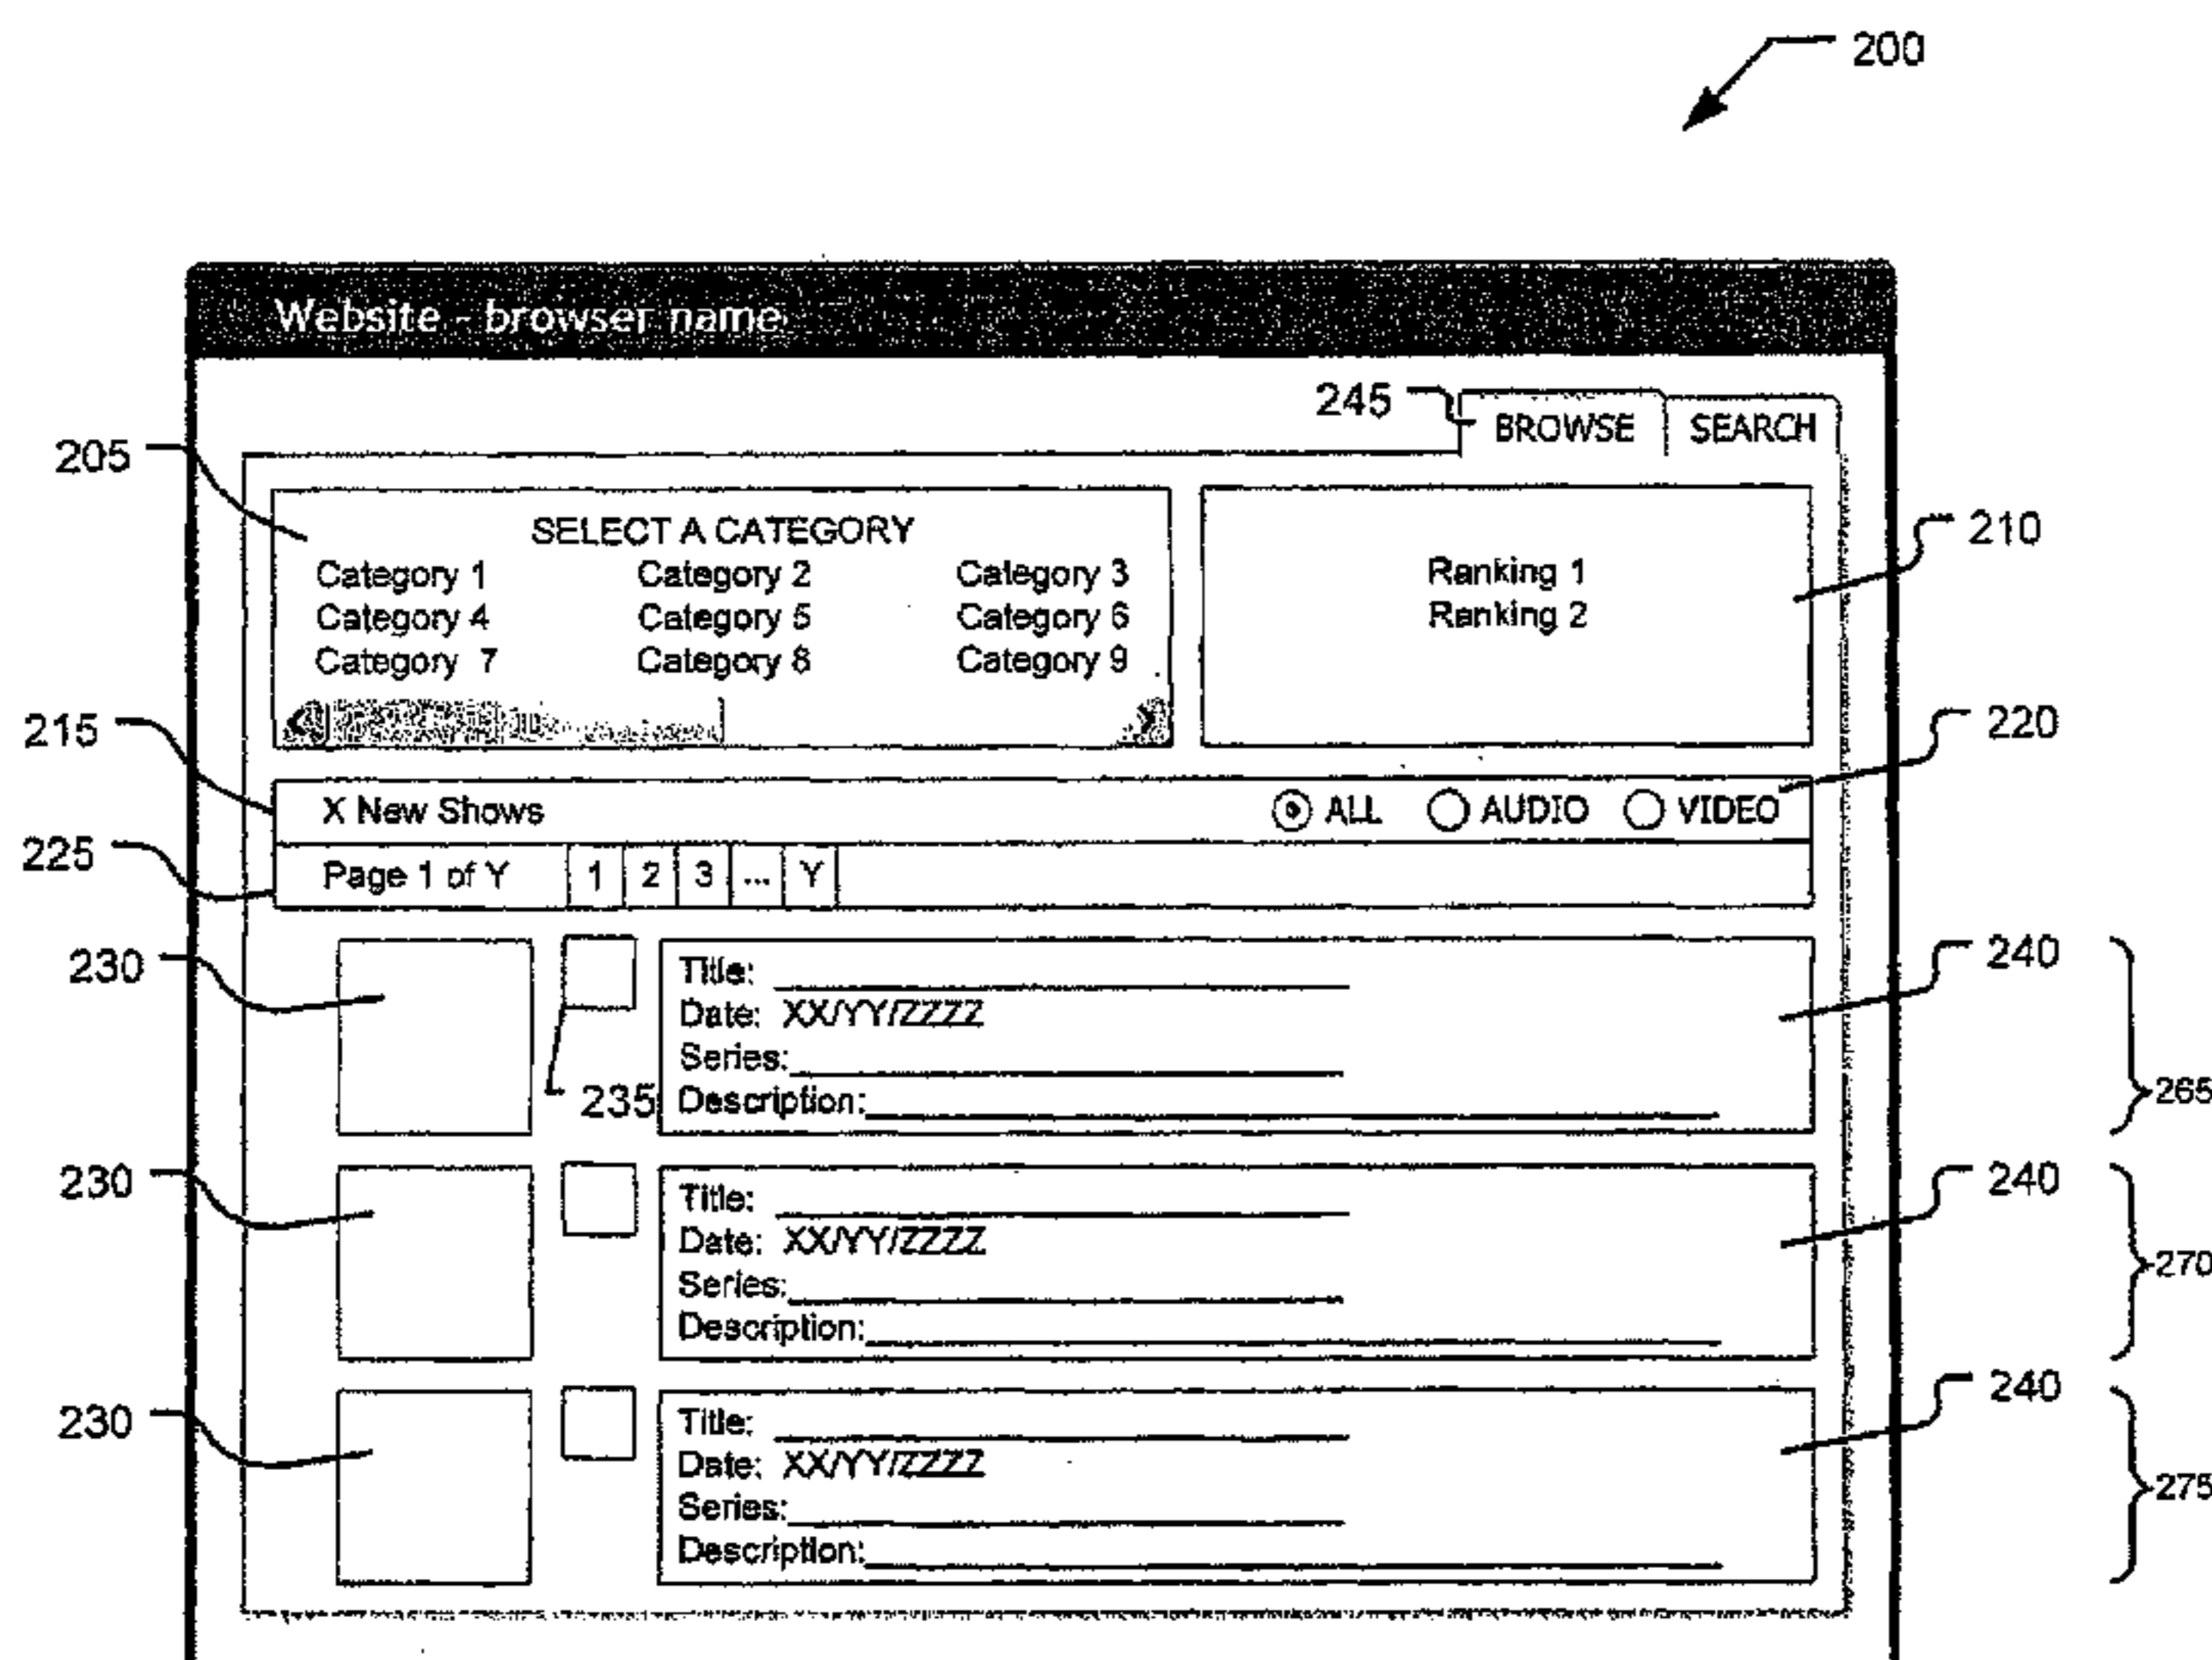 200
Website - browser name
245 BROWSE SEARCH
205
SELECT A CATEGORY
210
Category 1 Category 2 Category 3 Ranking 1
Category 4 Category 5 Category 6 Ranking 2
Category 7 Category 8 Category 9
215
220
X New Shows ALL AUDIO VIDEO
225
Page 1 of Y 1 2 3 ... Y
230
240
Title:
Date: XX/YY/ZZZZ
Series:
235 Description:
265
230
240
Title:
Date: XX/YY/ZZZZ
Series:
Description:
270
230
240
Title:
Date: XX/YY/ZZZZ
Series:
Description:
275